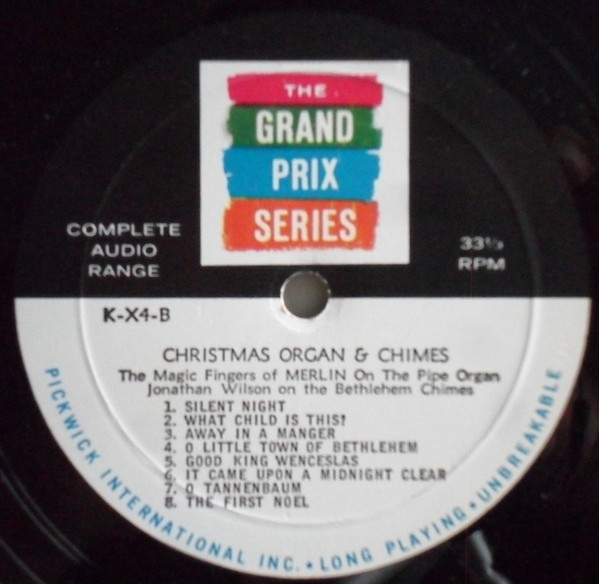 THE
GRAND
PRIX
SERIES
COMPLETE
AUDIO
RANGE
33⅓
RPM
K-X4-B
CHRISTMAS ORGAN & CHIMES
The Magic Fingers of MERLIN On The Pipe Organ
Jonathan Wilson on the Bethlehem Chimes
1. SILENT NIGHT
2. WHAT CHILD IS THIS?
3. AWAY IN A MANGER
4. O LITTLE TOWN OF BETHLEHEM
5. GOOD KING WENCESLAS
6. IT CAME UPON A MIDNIGHT CLEAR
7. O TANNENBAUM
8. THE FIRST NOEL
PICKWICK INTERNATIONAL INC. • LONG PLAYING • UNBREAKABLE